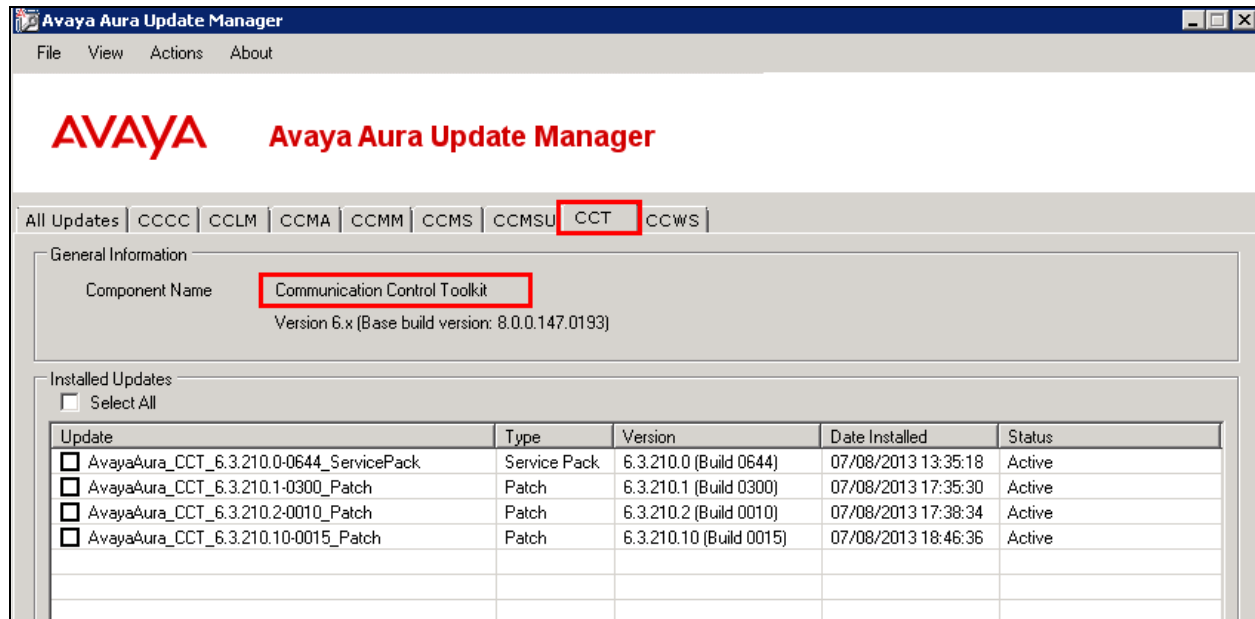 Avaya Aura Update Manager
File View Actions About
AVAYA Avaya Aura Update Manager
All Updates CCCC CCLM CCMA CCMM CCMS CCMSU CCT CCWS
General Information
Component Name Communication Control Toolkit
Version 6.x (Base build version: 8.0.0.147.0193)
Installed Updates
Select All
Update Type Version Date Installed Status
AvayaAura_CCT_6.3.210.0-0644_ServicePack Service Pack 6.3.210.0 (Build 0644) 07/08/2013 13:35:18 Active
AvayaAura_CCT_6.3.210.1-0300_Patch Patch 6.3.210.1 (Build 0300) 07/08/2013 17:35:30 Active
AvayaAura_CCT_6.3.210.2-0010_Patch Patch 6.3.210.2 (Build 0010) 07/08/2013 17:38:34 Active
AvayaAura_CCT_6.3.210.10-0015_Patch Patch 6.3.210.10 (Build 0015) 07/08/2013 18:46:36 Active